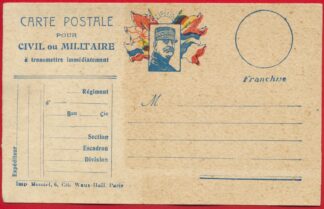 CARTE POSTALE
POUR
CIVIL ou MILITAIRE
à transmettre immédiatement
Franchise
Régiment
Bon Cie
M
Section
Escadron
Division
Expéditeur
Imp Mentel, 6, Cité Waux-Hall, Paris